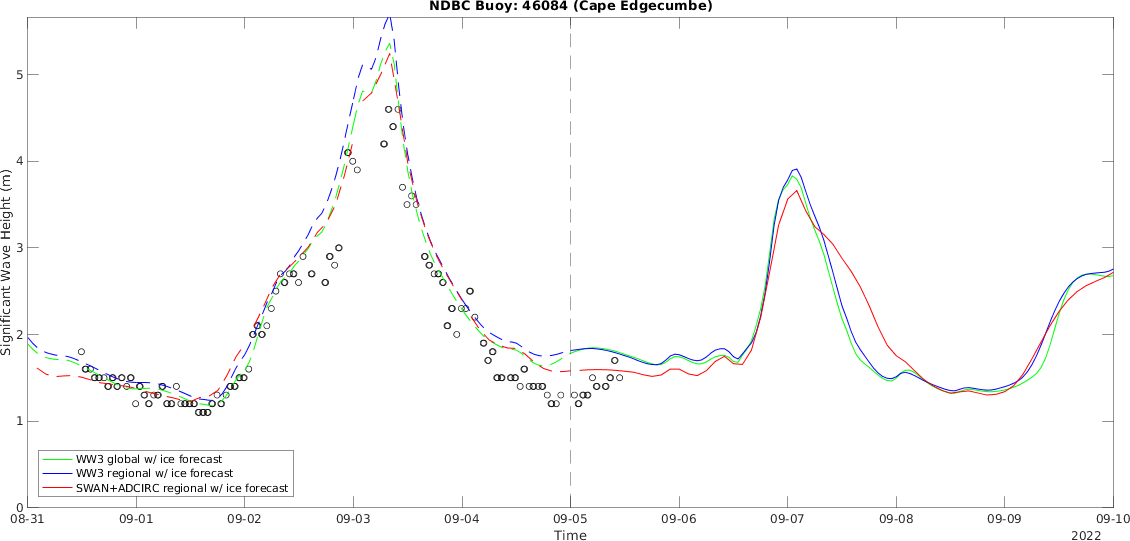 NDBC Buoy: 46084 (Cape Edgecumbe)
Significant Wave Height (m)
5
4
3
2
1
0
WW3 global w/ ice forecast
WW3 regional w/ ice forecast
SWAN+ADCIRC regional w/ ice forecast
08-31 09-01 09-02 09-03 09-04 09-05 09-06 09-07 09-08 09-09 09-10
Time
2022